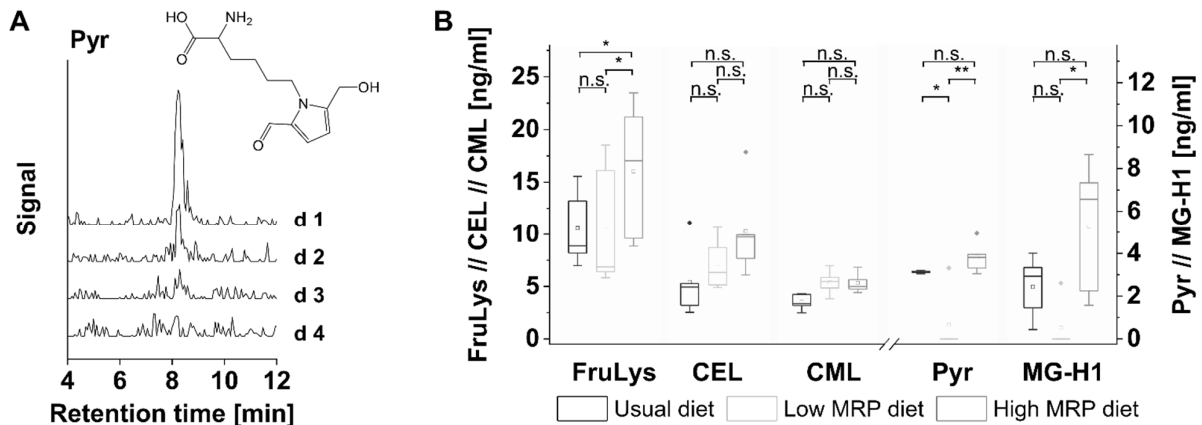 A
Pyr
HO
NH2
O
N
OH
O
Signal
d 1
d 2
d 3
d 4
4 6 8 10 12
Retention time [min]
B
FruLys // CEL // CML [ng/ml]
25
20
15
10
5
0
* * n.s.
n.s. n.s. n.s.
n.s. n.s. n.s.
n.s. ** *
n.s. * n.s.
12
10
8
6
4
2
0
Pyr // MG-H1 [ng/ml]
FruLys CEL CML Pyr MG-H1
Usual diet Low MRP diet High MRP diet